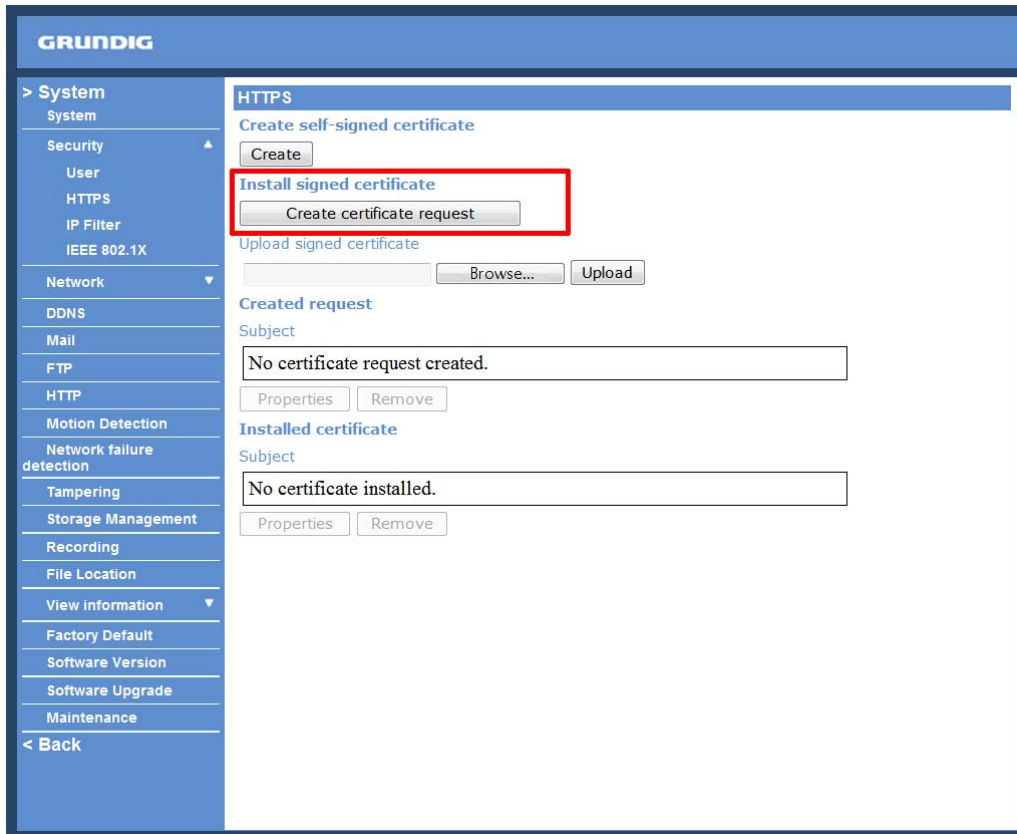 GRUNDIG
> System
System
Security
User
HTTPS
IP Filter
IEEE 802.1X
Network
DDNS
Mail
FTP
HTTP
Motion Detection
Network failure
detection
Tampering
Storage Management
Recording
File Location
View information
Factory Default
Software Version
Software Upgrade
Maintenance
< Back
HTTPS
Create self-signed certificate
Create
Install signed certificate
Create certificate request
Upload signed certificate
Browse... Upload
Created request
Subject
No certificate request created.
Properties Remove
Installed certificate
Subject
No certificate installed.
Properties Remove